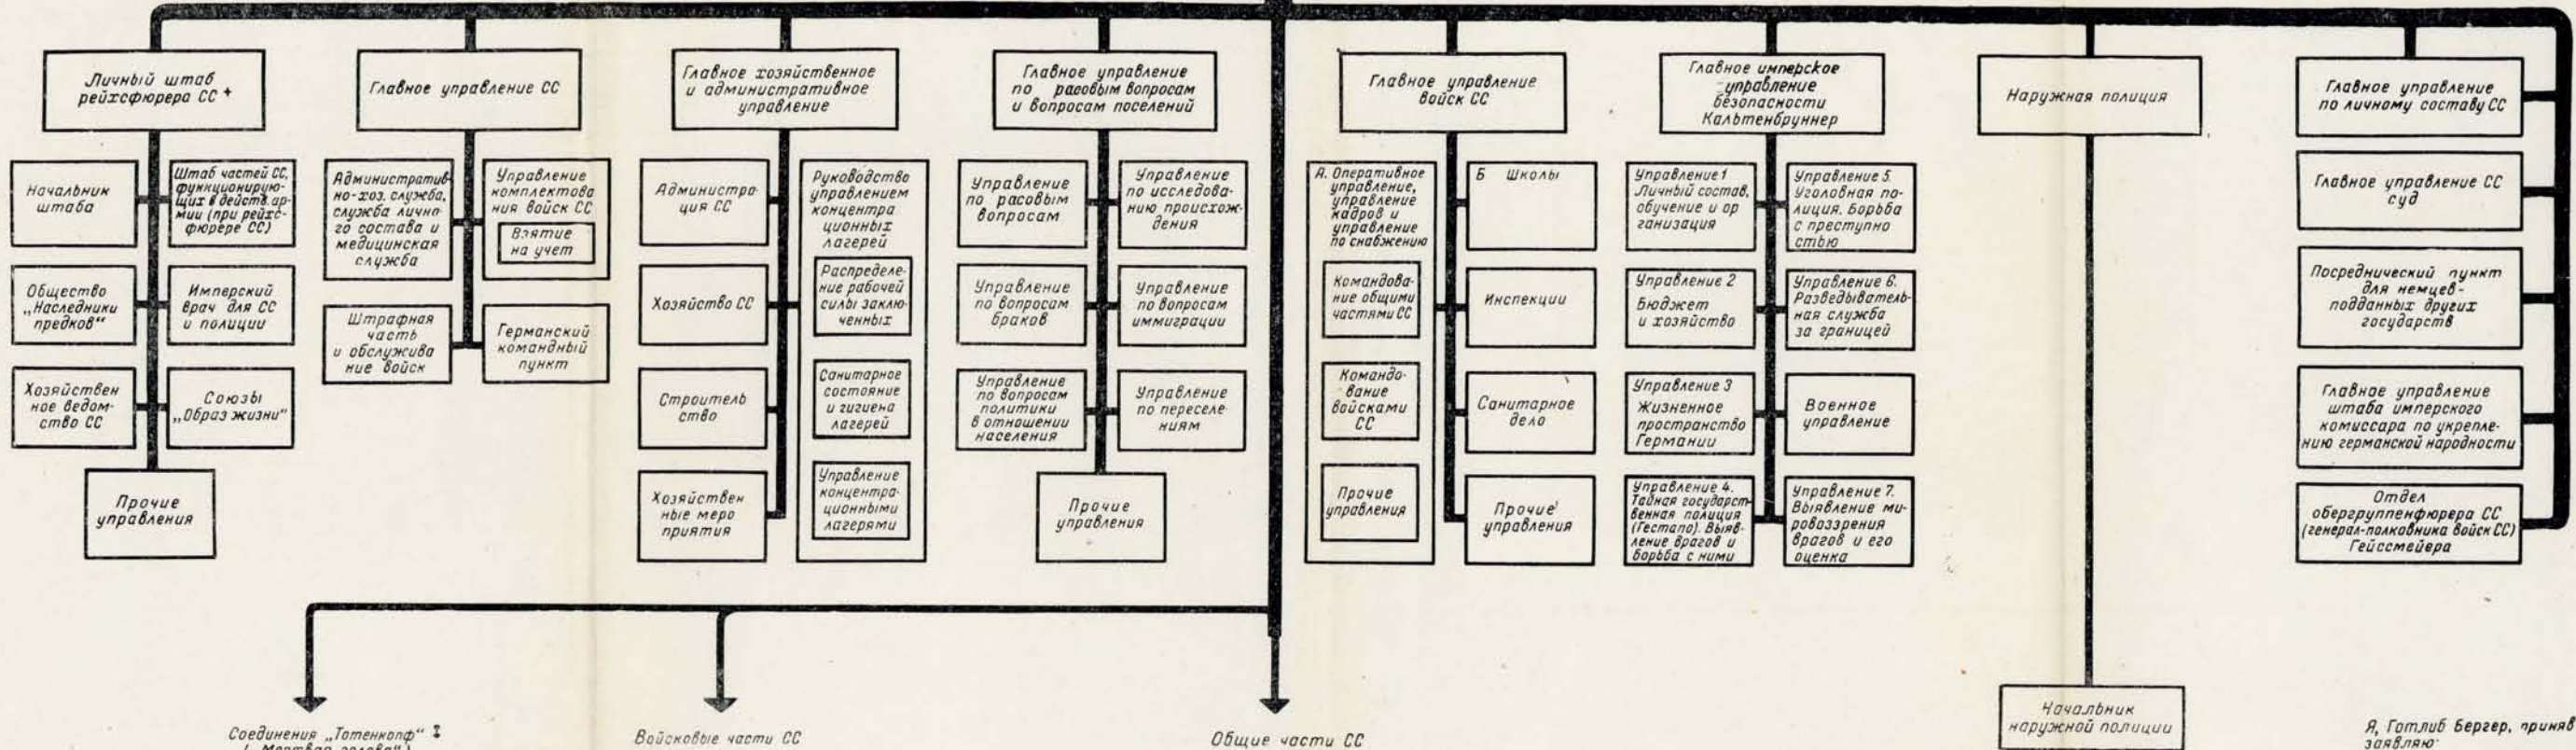 Личный штаб
рейхсфюрера СС +
Начальник
штаба
Штаб частей СС,
функционирую-
щих в действ. ар-
мии (при рейхс-
фюрере СС)
Общество
„Наследники
предков“
Имперский
врач для СС
и полиции
Хозяйствен
ное ведом-
ство СС
Союзы
„Образ жизни“
Прочие
управления
Главное управление СС
Административ-
но-хоз. служба,
служба лично-
го состава и
медицинская
служба
Управление
комплектова
ния войск СС
Взятие
на учет
Штрафная
часть
и обслужива
ние войск
Германский
командный
пункт
Главное хозяйственное
и административное
управление
Администра-
ция СС
Хозяйство СС
Строитель
ство
Хозяйствен
ные меро
приятия
Руководство
управлением
концентра
ционных
лагерей
Распределе-
ние рабочей
силы заклю-
ченных
Санитарное
состояние
и гигиена
лагерей
Управление
концентра-
ционными
лагерями
Главное управление
по расовым вопросам
и вопросам поселений
Управление
по расовым
вопросам
Управление
по исследова-
нию происхож-
дения
Управление
по вопросам
браков
Управление
по вопросам
иммиграции
Управление
по вопросам
политики
в отношении
населения
Управление
по переселе-
ниям
Прочие
управления
Главное управление
войск СС
А. Оперативное
управление,
управление
кадров и
управление
по снабжению
Командова-
ние общими
частями СС
Командо-
вание
войсками
СС
Прочие
управления
Б Школы
Инспекции
Санитарное
дело
Прочие
управления
Главное имперское
управление
безопасности
Кальтенбруннер
Управление 1
Личный состав,
обучение и ор
ганизация
Управление 5.
Уголовная по-
лиция. Борьба
с преступно
стью
Управление 2
Бюджет
и хозяйство
Управление 6.
Разведыватель-
ная служба
за границей
Управление 3
Жизненное
пространство
Германии
Военное
управление
Управление 4.
Тайная государст-
венная полиция
(Гестапо). Выяв-
ление врагов и
борьба с ними
Управление 7.
Выявление ми-
ровоззрения
врагов и его
оценка
Наружная полиция
Начальник
наружной полиции
Главное управление
по личному составу СС
Главное управление СС
суд
Посреднический пункт
для немцев-
подданных других
государств
Главное управление
штаба имперского
комиссара по укрепле-
нию германской народности
Отдел
обергруппенфюрера СС
(генерал-полковника войск СС)
Гейссмейера
Соединения „Тотенкопф“
(„Мертвая голова“)
Войсковые части СС
Общие части СС
Я, Готлиб Бергер, приняв
заявляю: